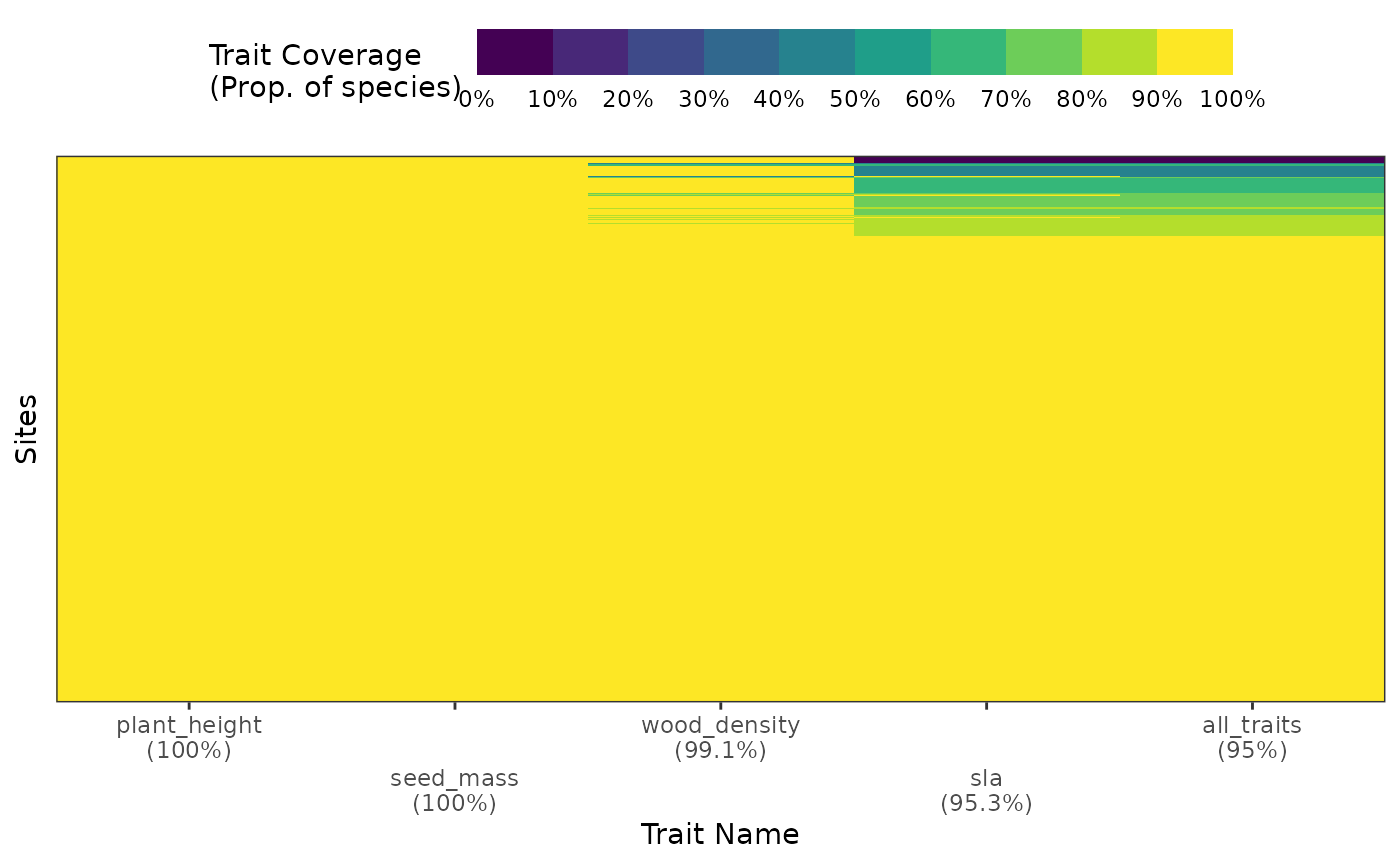 Trait Coverage
(Prop. of species)
0% 10% 20% 30% 40% 50% 60% 70% 80% 90% 100%
Sites
plant_height
(100%)
seed_mass
(100%)
wood_density
(99.1%)
sla
(95.3%)
all_traits
(95%)
Trait Name